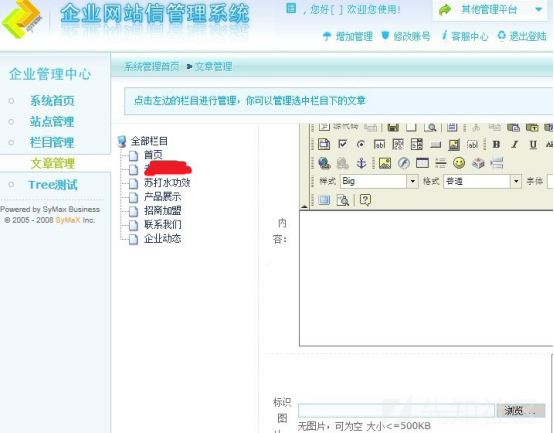 企业网站信管理系统
，您好[ ] 欢迎您使用!
其他管理平台
增加管理 修改账号 客服中心 退出登陆
企业管理中心
系统首页
站点管理
栏目管理
文章管理
Tree测试
Powered by SyMax Business
© 2005 - 2008 SyMaX Inc.
系统管理首页 文章管理
点击左边的栏目进行管理，你可以管理选中栏目下的文章
全部栏目
首页
苏打水功效
产品展示
招商加盟
联系我们
企业动态
源代码
B I U
样式 Big 格式 普通 字体
内
容:
标识
图
浏览...
无图片，可为空 大小<=500KB